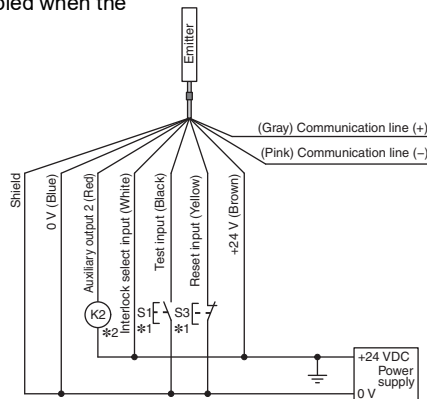 oled when the
Emitter
(Gray) Communication line (+)
(Pink) Communication line (−)
Shield
0 V (Blue)
Auxiliary output 2 (Red)
Interlock select input (White)
Test input (Black)
Reset input (Yellow)
+24 V (Brown)
K2
*2
S1
*1
S3
*1
+24 VDC
Power
supply
0 V